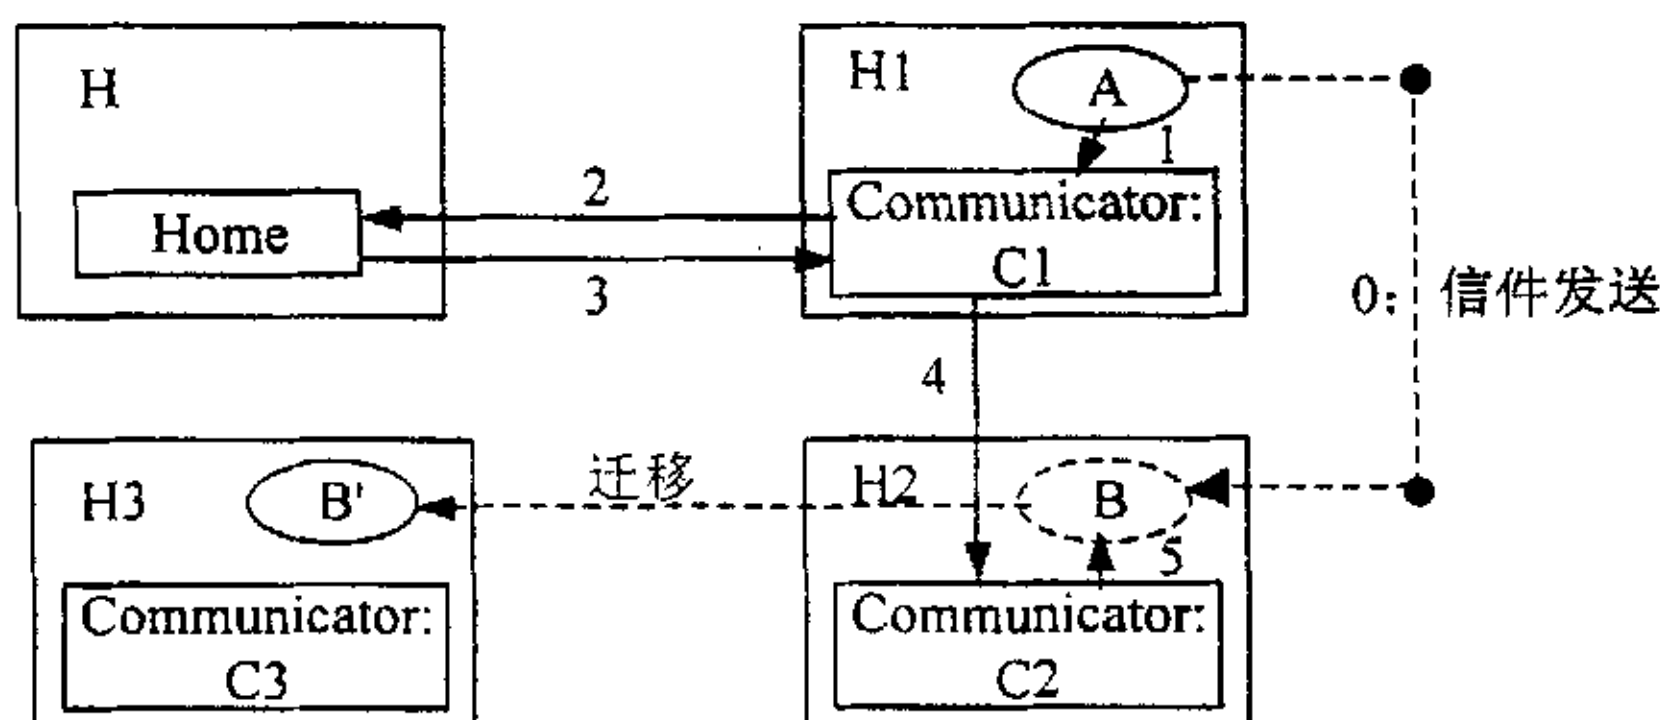 H
Home
2
3
H1
A
1
Communicator:
C1
0: 信件发送
4
H3
B'
Communicator:
C3
迁移
H2
B
5
Communicator:
C2